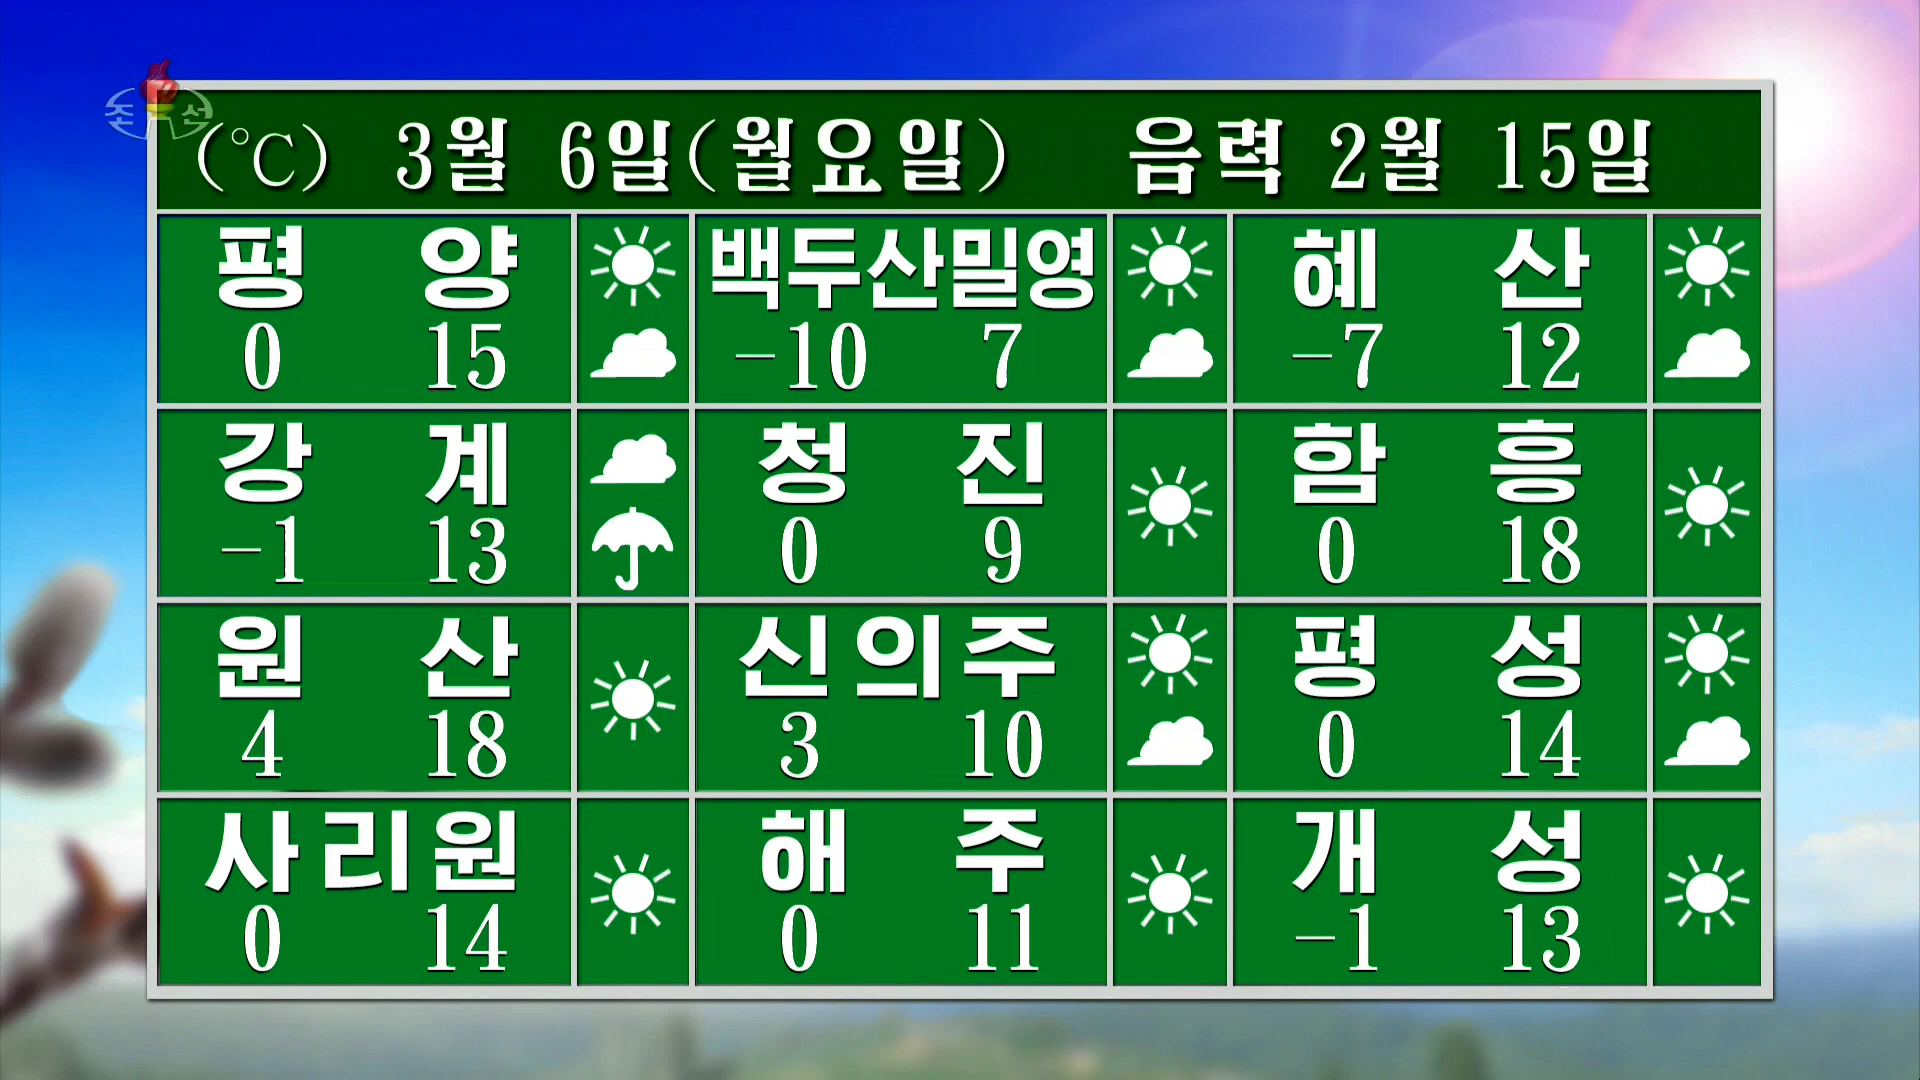 조선
(℃) 3월 6일(월요일) 음력 2월 15일
평양 백두산밀영 혜산
0 15 -10 7 -7 12
강계 청진 함흥
-1 13 0 9 0 18
원산 신의주 평성
4 18 3 10 0 14
사리원 해주 개성
0 14 0 11 -1 13